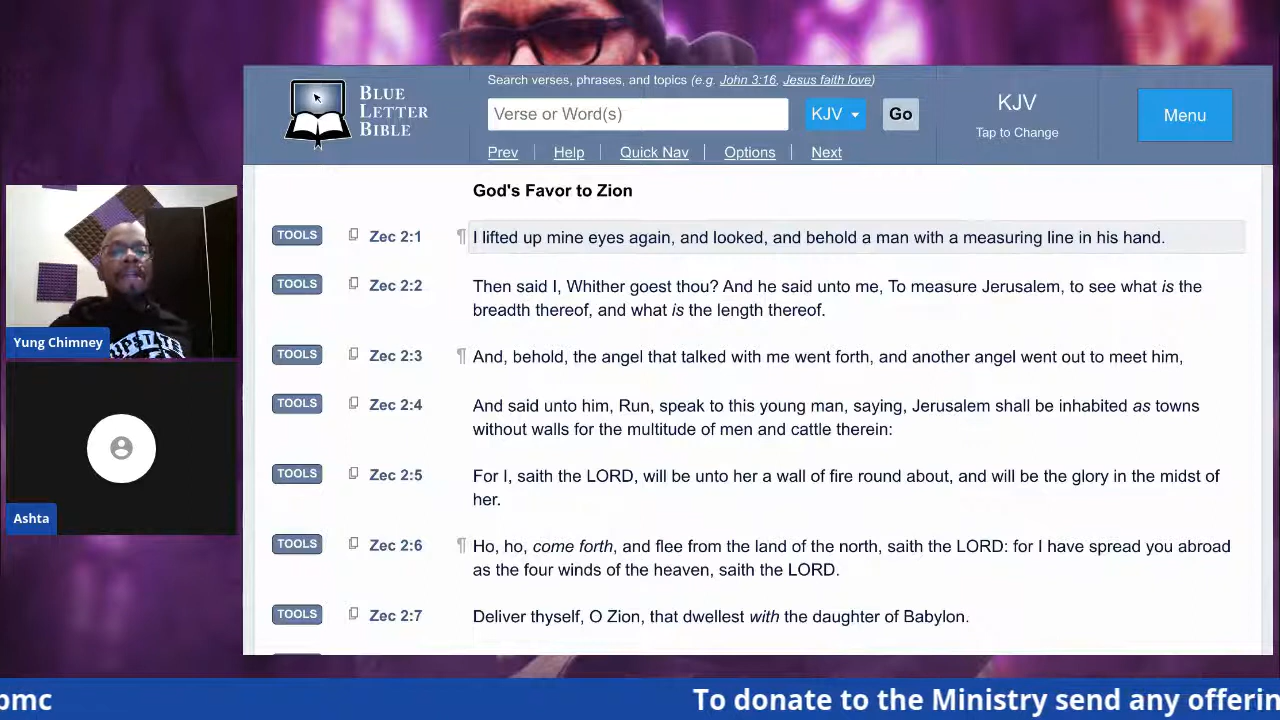 Search verses, phrases, and topics (e.g. John 3:16, Jesus faith love)
BLUE
LETTER
BIBLE
Verse or Word(s)
KJV
Go
KJV
Tap to Change
Menu
Prev
Help
Quick Nav
Options
Next
God's Favor to Zion
TOOLS Zec 2:1 ¶ I lifted up mine eyes again, and looked, and behold a man with a measuring line in his hand.
TOOLS Zec 2:2 Then said I, Whither goest thou? And he said unto me, To measure Jerusalem, to see what is the
breadth thereof, and what is the length thereof.
TOOLS Zec 2:3 ¶ And, behold, the angel that talked with me went forth, and another angel went out to meet him,
TOOLS Zec 2:4 And said unto him, Run, speak to this young man, saying, Jerusalem shall be inhabited as towns
without walls for the multitude of men and cattle therein:
TOOLS Zec 2:5 For I, saith the LORD, will be unto her a wall of fire round about, and will be the glory in the midst of
her.
TOOLS Zec 2:6 ¶ Ho, ho, come forth, and flee from the land of the north, saith the LORD: for I have spread you abroad
as the four winds of the heaven, saith the LORD.
TOOLS Zec 2:7 Deliver thyself, O Zion, that dwellest with the daughter of Babylon.
Yung Chimney
Ashta
To donate to the Ministry send any